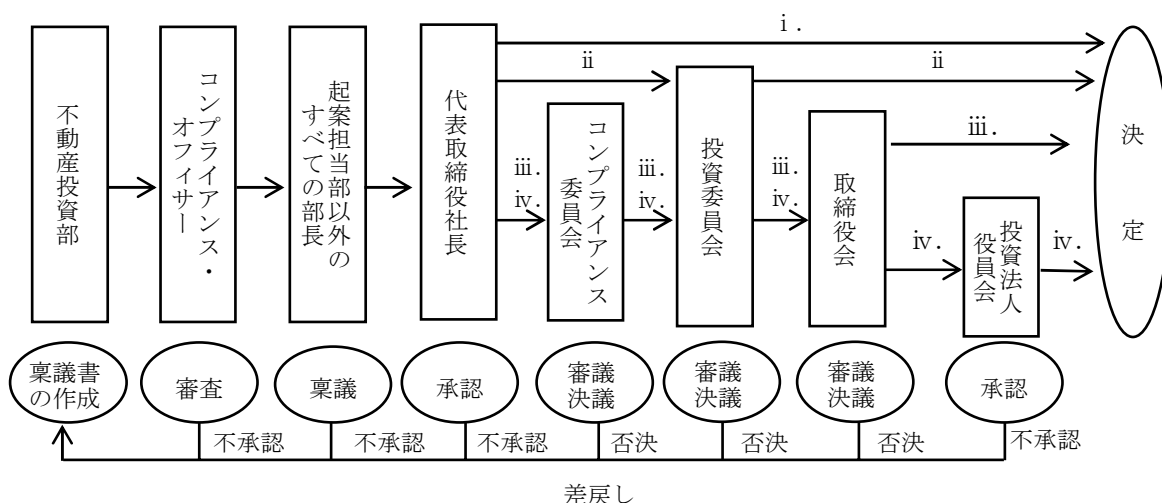 不動産投資部
コンプライアンス・
オフィサー
起案担当部以外の
すべての部長
代表取締役社長
コンプライアンス
委員会
投資委員会
取締役会
投資法人
役員会
決定
ⅰ.
ⅱ
ⅱ
ⅲ.
ⅳ.
ⅲ.
ⅳ.
ⅲ.
ⅳ.
ⅲ.
ⅳ.
ⅳ.
稟議書
の作成
審査
稟議
承認
審議
決議
審議
決議
審議
決議
承認
不承認
不承認
不承認
否決
否決
否決
不承認
差戻し